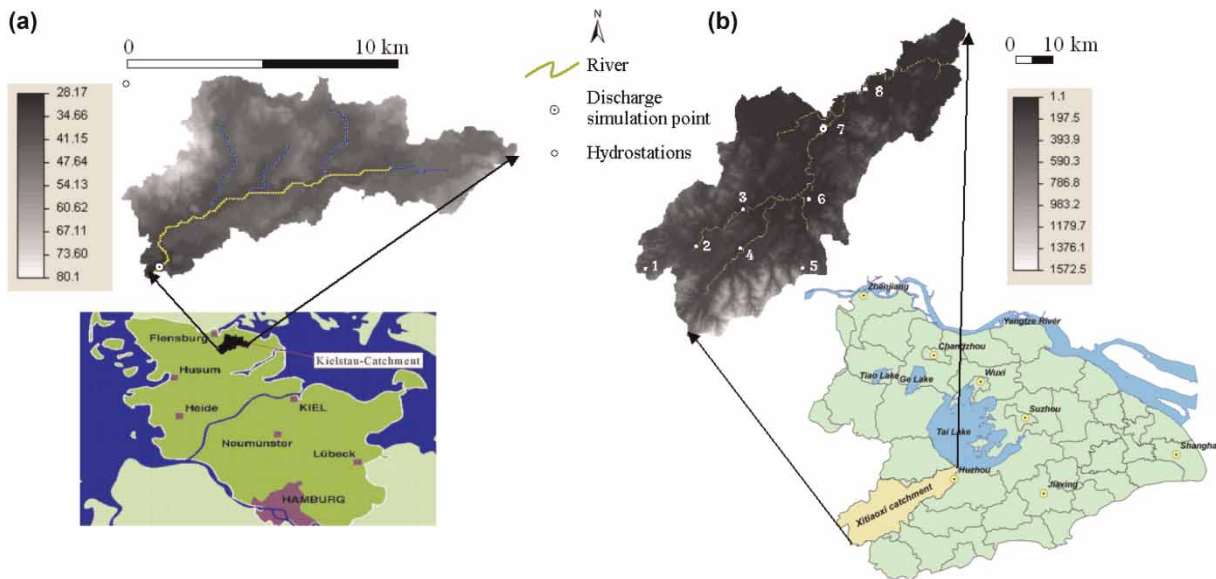 (a)
0 10 km
28.17
34.66
41.15
47.64
54.13
60.62
67.11
73.60
80.1
N
River
Discharge
simulation point
Hydrostations
(b)
0 10 km
1.1
197.5
393.9
590.3
786.8
983.2
1179.7
1376.1
1572.5
8
7
3
6
2
4
1
5
Flensburg
Kielstau-Catchment
Husum
Heide
KIEL
Neumünster
Lübeck
HAMBURG
Zhenjiang
Yangtze River
Changzhou
Tiao Lake
Ge Lake
Wuxi
Suzhou
Tai Lake
Shangha
Huzhou
Jiaxing
Xitiaoxi catchment